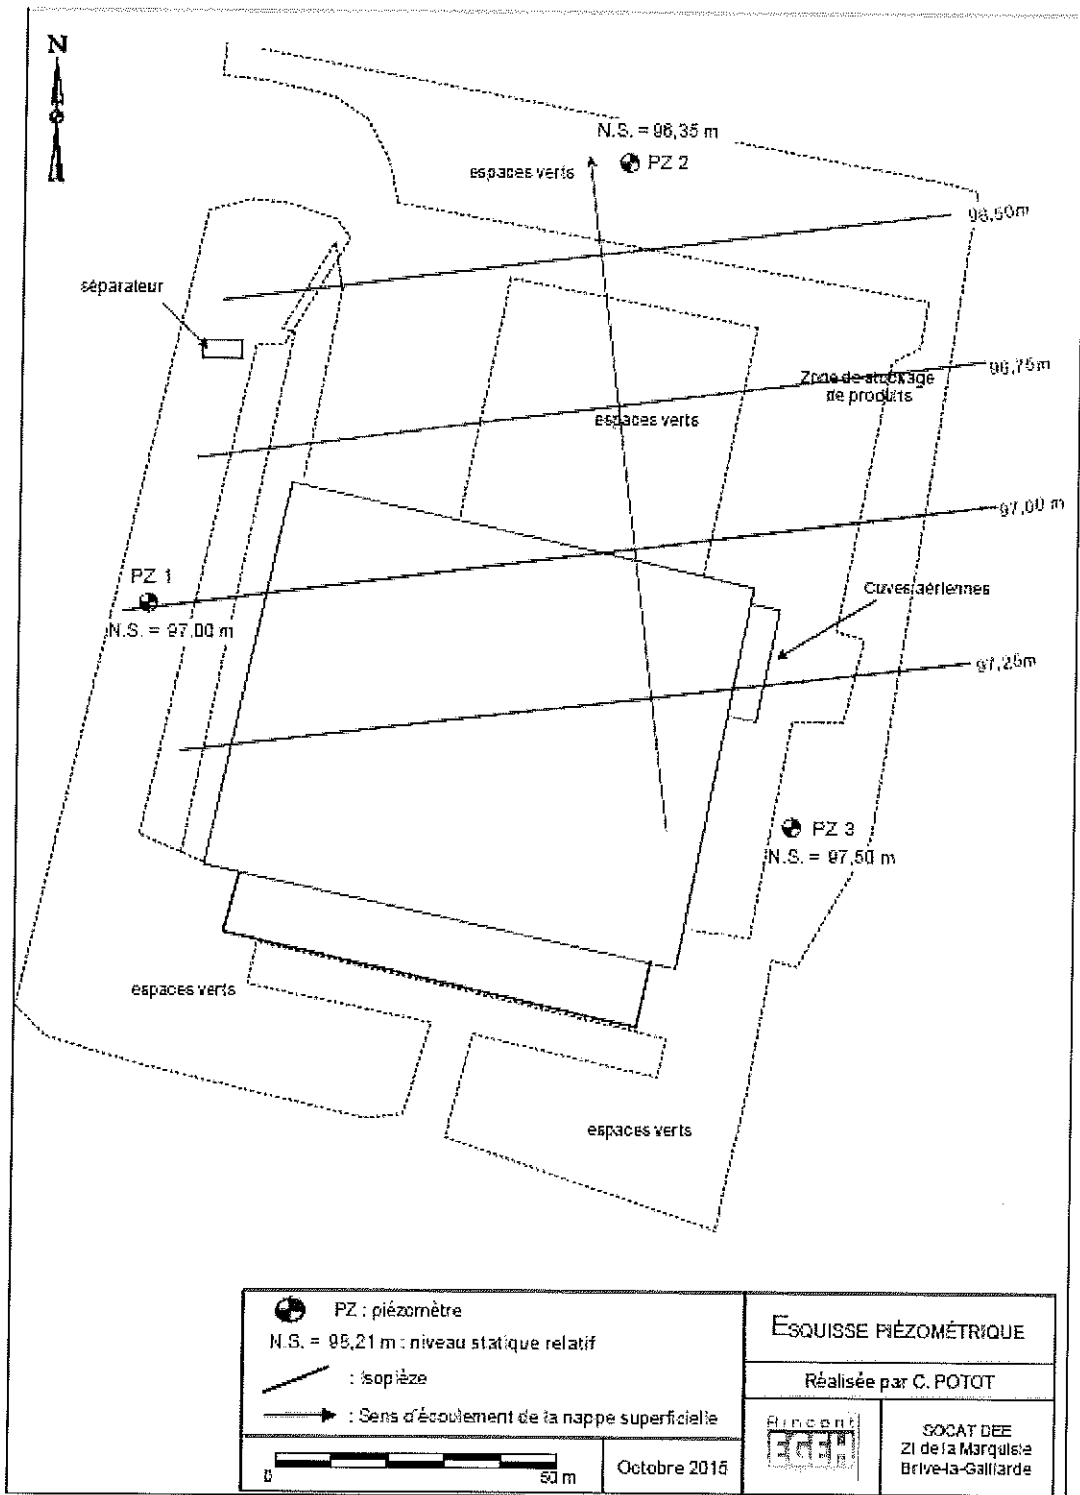 N
N.S. = 96,35 m
PZ 2
espaces verts
96,50m
séparateur
96,75m
Zone de stockage
de produits
espaces verts
97,00 m
PZ 1
N.S. = 97,00 m
Cuves aériennes
97,25m
PZ 3
N.S. = 97,50 m
espaces verts
espaces verts
PZ : piézomètre
N.S. = 98,21 m : niveau statique relatif
: Isopièze
: Sens d'écoulement de la nappe superficielle
0 50 m
Octobre 2015
ESQUISSE PIÉZOMÉTRIQUE
Réalisée par C. POTOT
EGEH
SOCAT DEE
ZI de la Marquisie
Brive-la-Gaillarde